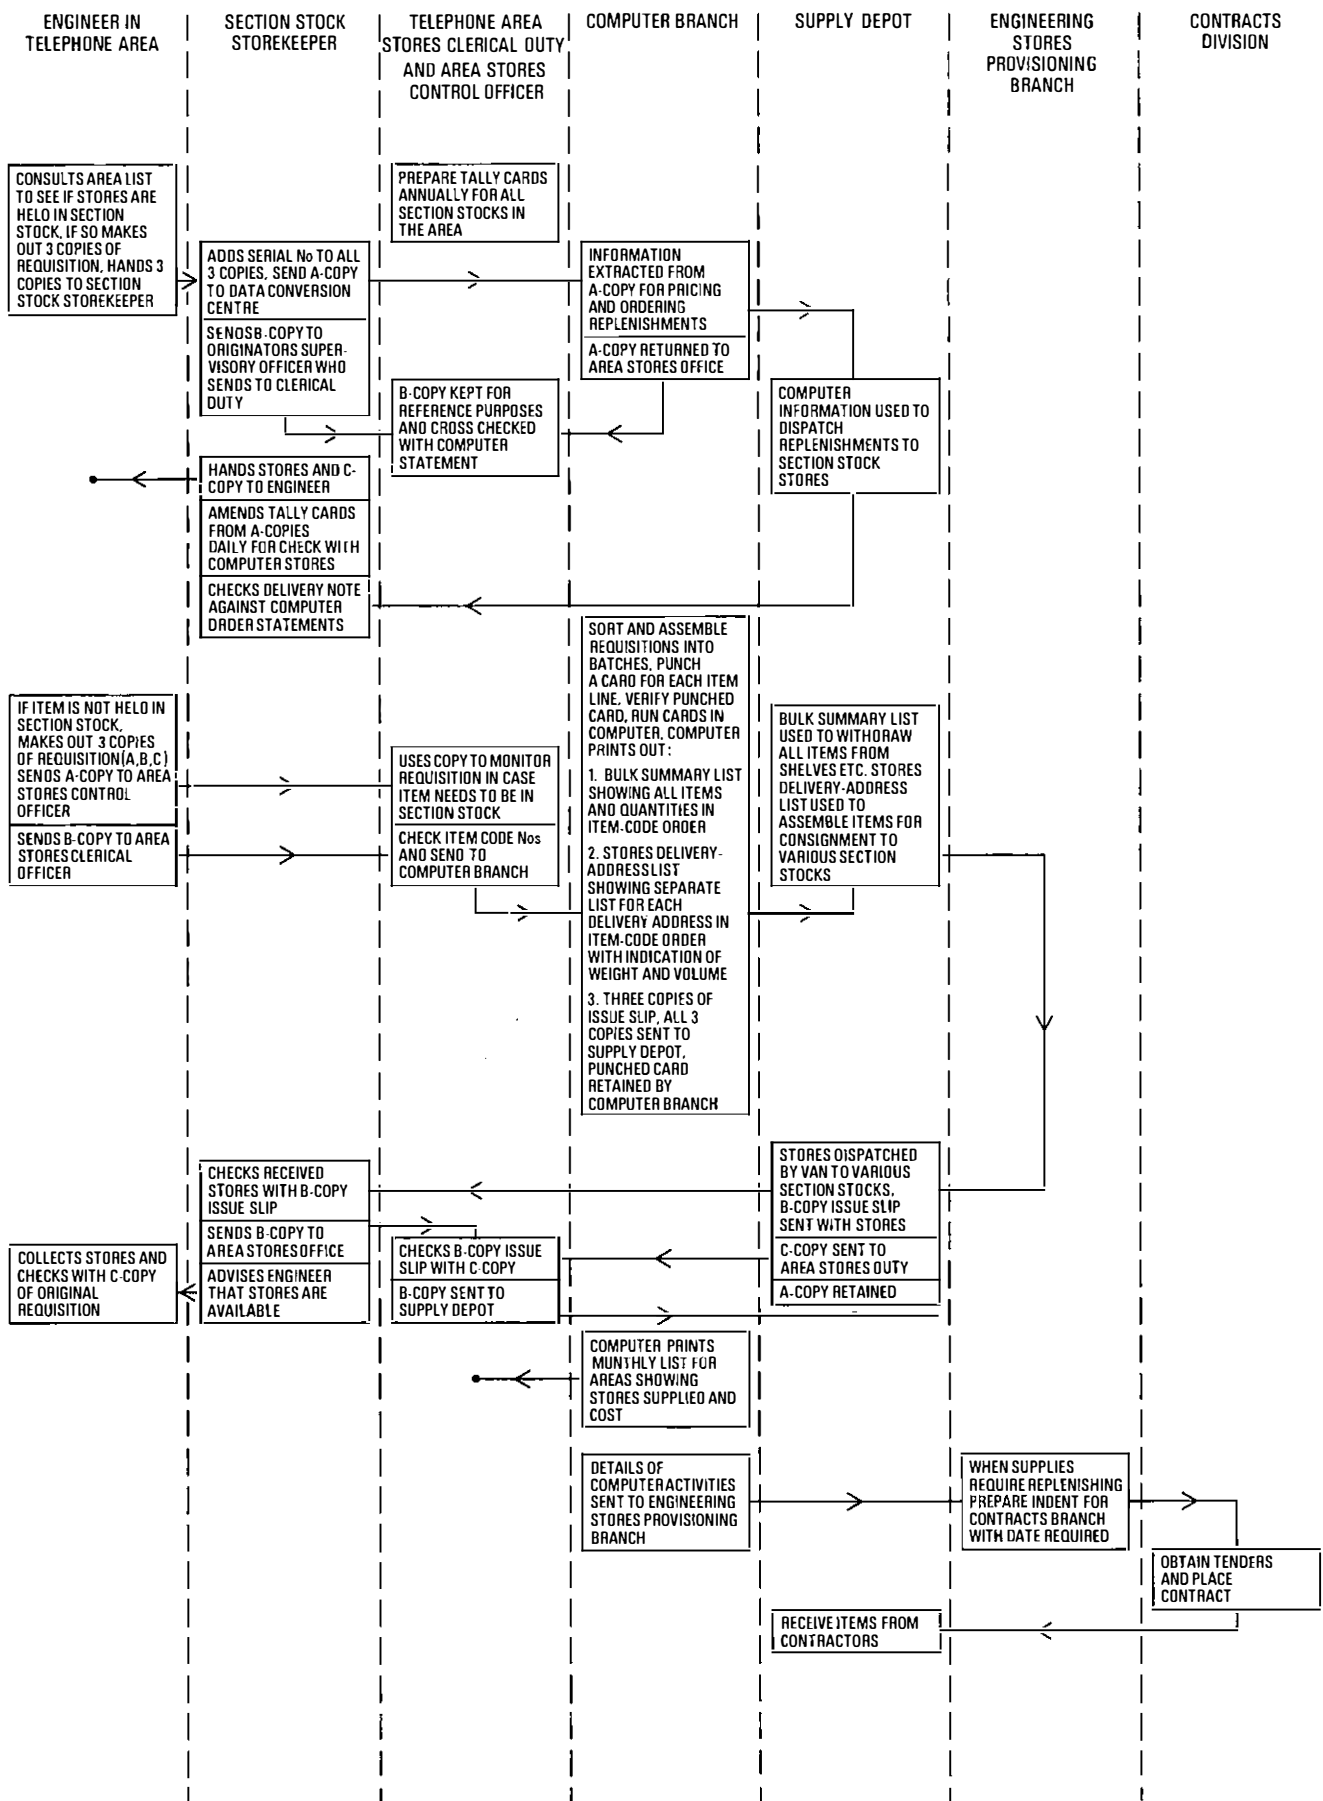 ENGINEER IN
TELEPHONE AREA
SECTION STOCK
STOREKEEPER
TELEPHONE AREA
STORES CLERICAL DUTY
AND AREA STORES
CONTROL OFFICER
COMPUTER BRANCH
SUPPLY DEPOT
ENGINEERING
STORES
PROVISIONING
BRANCH
CONTRACTS
DIVISION
CONSULTS AREA LIST
TO SEE IF STORES ARE
HELD IN SECTION
STOCK, IF SO MAKES
OUT 3 COPIES OF
REQUISITION, HANDS 3
COPIES TO SECTION
STOCK STOREKEEPER
PREPARE TALLY CARDS
ANNUALLY FOR ALL
SECTION STOCKS IN
THE AREA
ADDS SERIAL No TO ALL
3 COPIES, SEND A-COPY
TO DATA CONVERSION
CENTRE
SENDS B-COPY TO
ORIGINATORS SUPER-
VISORY OFFICER WHO
SENDS TO CLERICAL
DUTY
INFORMATION
EXTRACTED FROM
A-COPY FOR PRICING
AND ORDERING
REPLENISHMENTS
A-COPY RETURNED TO
AREA STORES OFFICE
B-COPY KEPT FOR
REFERENCE PURPOSES
AND CROSS CHECKED
WITH COMPUTER
STATEMENT
COMPUTER
INFORMATION USED TO
DISPATCH
REPLENISHMENTS TO
SECTION STOCK
STORES
HANDS STORES AND C-
COPY TO ENGINEER
AMENDS TALLY CARDS
FROM A-COPIES
DAILY FOR CHECK WITH
COMPUTER STORES
CHECKS DELIVERY NOTE
AGAINST COMPUTER
ORDER STATEMENTS
SORT AND ASSEMBLE
REQUISITIONS INTO
BATCHES, PUNCH
A CARD FOR EACH ITEM
LINE, VERIFY PUNCHED
CARD, RUN CARDS IN
COMPUTER, COMPUTER
PRINTS OUT:
1. BULK SUMMARY LIST
SHOWING ALL ITEMS
AND QUANTITIES IN
ITEM-CODE ORDER
2. STORES DELIVERY-
ADDRESS LIST
SHOWING SEPARATE
LIST FOR EACH
DELIVERY ADDRESS IN
ITEM-CODE ORDER
WITH INDICATION OF
WEIGHT AND VOLUME
3. THREE COPIES OF
ISSUE SLIP, ALL 3
COPIES SENT TO
SUPPLY DEPOT,
PUNCHED CARD
RETAINED BY
COMPUTER BRANCH
IF ITEM IS NOT HELD IN
SECTION STOCK,
MAKES OUT 3 COPIES
OF REQUISITION(A,B,C)
SENDS A-COPY TO AREA
STORES CONTROL
OFFICER
SENDS B-COPY TO AREA
STORES CLERICAL
OFFICER
USES COPY TO MONITOR
REQUISITION IN CASE
ITEM NEEDS TO BE IN
SECTION STOCK
CHECK ITEM CODE Nos
AND SEND TO
COMPUTER BRANCH
BULK SUMMARY LIST
USED TO WITHDRAW
ALL ITEMS FROM
SHELVES ETC. STORES
DELIVERY-ADDRESS
LIST USED TO
ASSEMBLE ITEMS FOR
CONSIGNMENT TO
VARIOUS SECTION
STOCKS
STORES DISPATCHED
BY VAN TO VARIOUS
SECTION STOCKS,
B-COPY ISSUE SLIP
SENT WITH STORES
C-COPY SENT TO
AREA STORES DUTY
A-COPY RETAINED
CHECKS RECEIVED
STORES WITH B-COPY
ISSUE SLIP
SENDS B-COPY TO
AREA STORES OFFICE
ADVISES ENGINEER
THAT STORES ARE
AVAILABLE
CHECKS B-COPY ISSUE
SLIP WITH C-COPY
B-COPY SENT TO
SUPPLY DEPOT
COLLECTS STORES AND
CHECKS WITH C-COPY
OF ORIGINAL
REQUISITION
COMPUTER PRINTS
MUNTHLY LIST FOR
AREAS SHOWING
STORES SUPPLIED AND
COST
DETAILS OF
COMPUTER ACTIVITIES
SENT TO ENGINEERING
STORES PROVISIONING
BRANCH
WHEN SUPPLIES
REQUIRE REPLENISHING
PREPARE INDENT FOR
CONTRACTS BRANCH
WITH DATE REQUIRED
OBTAIN TENDERS
AND PLACE
CONTRACT
RECEIVE ITEMS FROM
CONTRACTORS